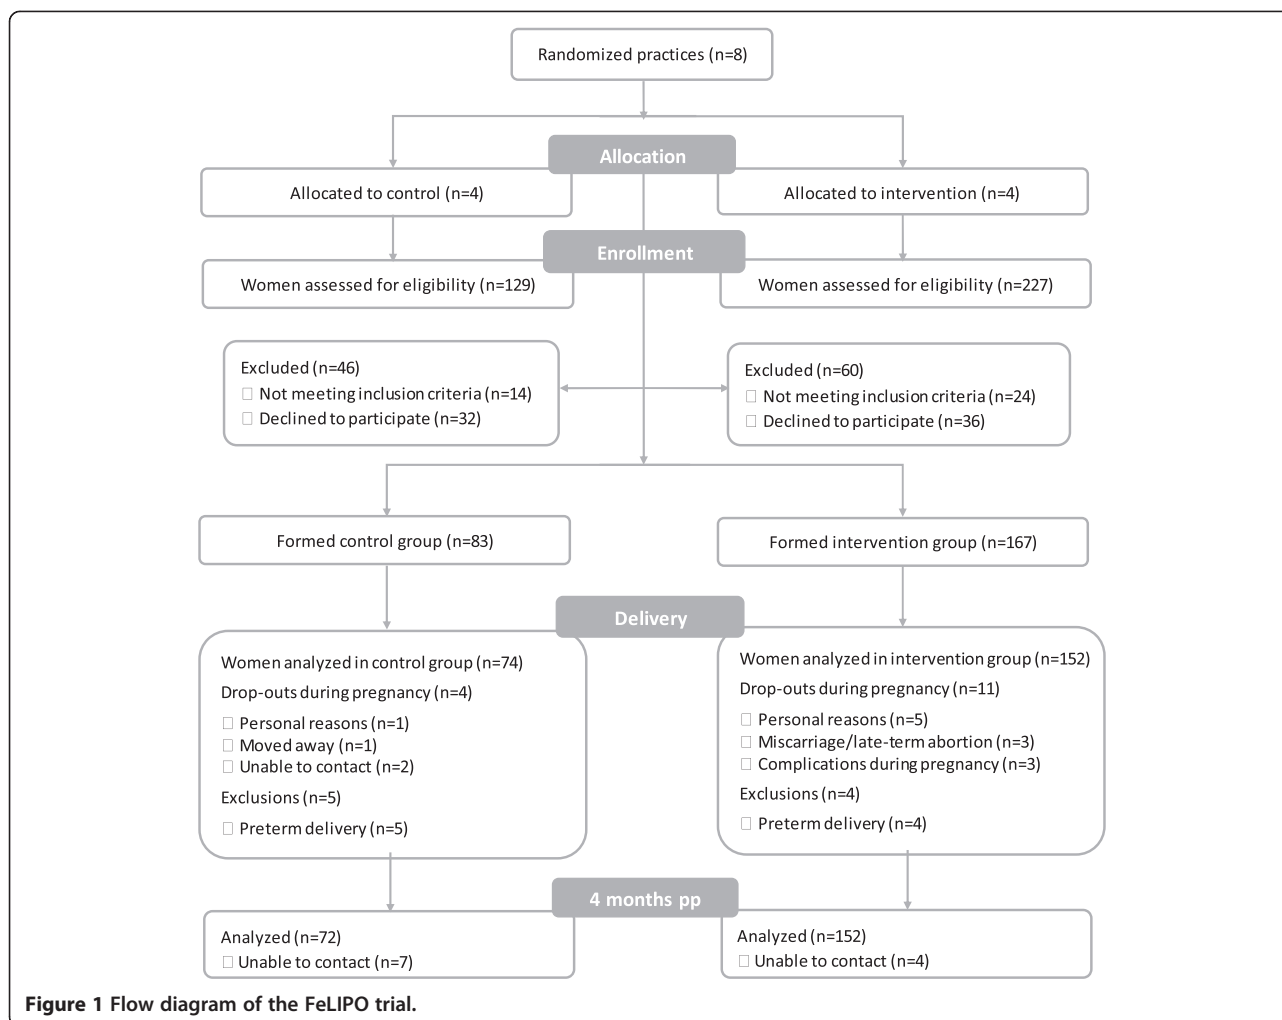 Randomized practices (n=8)
Allocation
Allocated to control (n=4)
Allocated to intervention (n=4)
Enrollment
Women assessed for eligibility (n=129)
Women assessed for eligibility (n=227)
Excluded (n=46)
Not meeting inclusion criteria (n=14)
Declined to participate (n=32)
Excluded (n=60)
Not meeting inclusion criteria (n=24)
Declined to participate (n=36)
Formed control group (n=83)
Formed intervention group (n=167)
Delivery
Women analyzed in control group (n=74)
Drop-outs during pregnancy (n=4)
Personal reasons (n=1)
Moved away (n=1)
Unable to contact (n=2)
Exclusions (n=5)
Preterm delivery (n=5)
Women analyzed in intervention group (n=152)
Drop-outs during pregnancy (n=11)
Personal reasons (n=5)
Miscarriage/late-term abortion (n=3)
Complications during pregnancy (n=3)
Exclusions (n=4)
Preterm delivery (n=4)
4 months pp
Analyzed (n=72)
Unable to contact (n=7)
Analyzed (n=152)
Unable to contact (n=4)
Figure 1 Flow diagram of the FeLIPO trial.